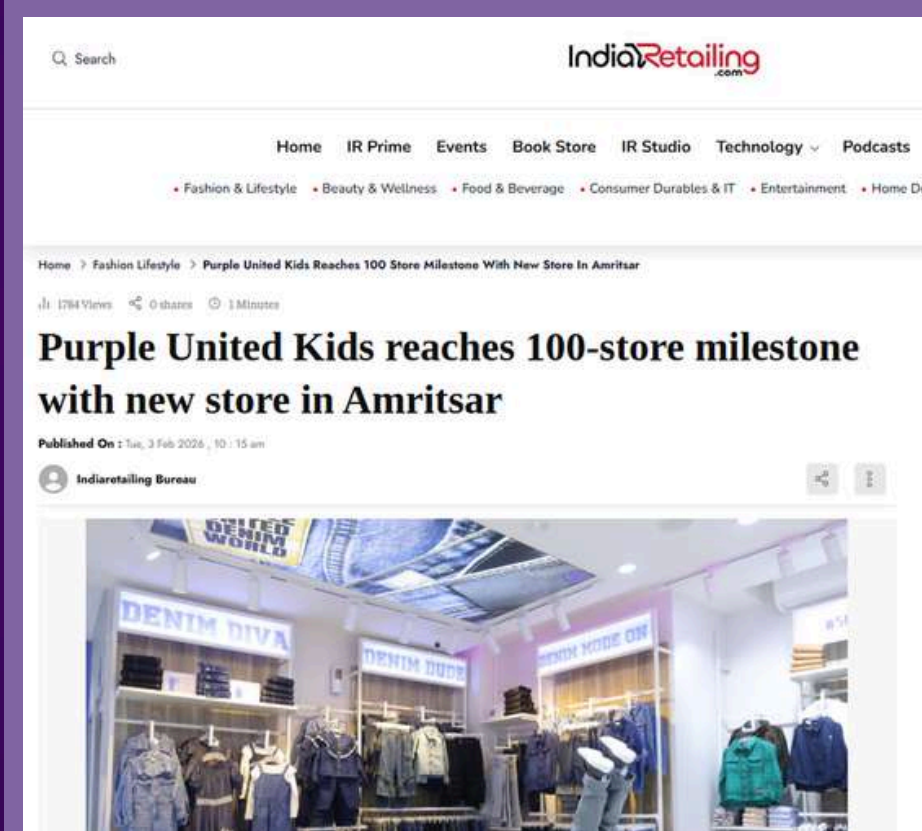 Search
IndiaRetailing
.com
Home IR Prime Events Book Store IR Studio Technology Podcasts
• Fashion & Lifestyle • Beauty & Wellness • Food & Beverage • Consumer Durables & IT • Entertainment • Home D
Home > Fashion Lifestyle > Purple United Kids Reaches 100 Store Milestone With New Store In Amritsar
1784 Views 0 shares 1 Minutes
Purple United Kids reaches 100-store milestone
with new store in Amritsar
Published On : Tue, 3 Feb 2026 , 10 : 15 am
Indiaretailing Bureau
UNITED
DENIM
WORLD
DENIM DIVA
DENIM DUDE
DENIM MODE ON